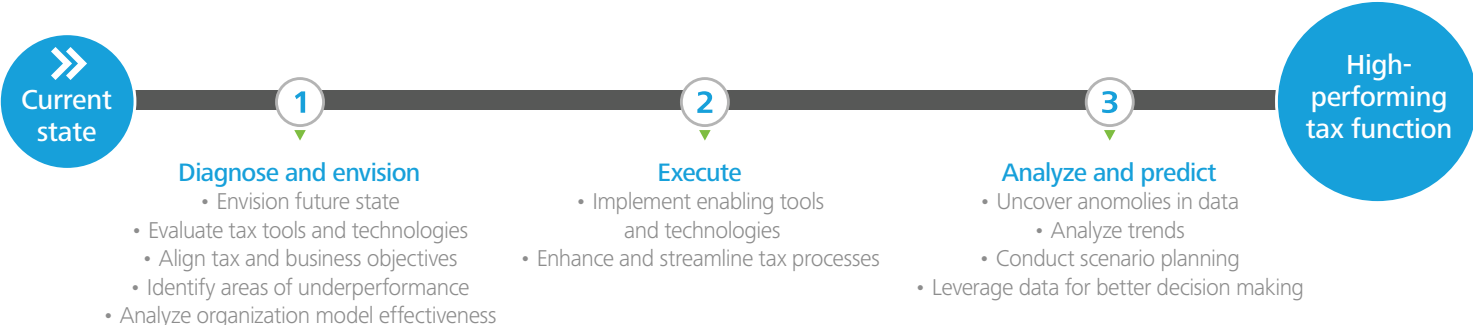 Current
state
1
Diagnose and envision
• Envision future state
• Evaluate tax tools and technologies
• Align tax and business objectives
• Identify areas of underperformance
• Analyze organization model effectiveness
2
Execute
• Implement enabling tools
and technologies
• Enhance and streamline tax processes
3
Analyze and predict
• Uncover anomolies in data
• Analyze trends
• Conduct scenario planning
• Leverage data for better decision making
High-
performing
tax function